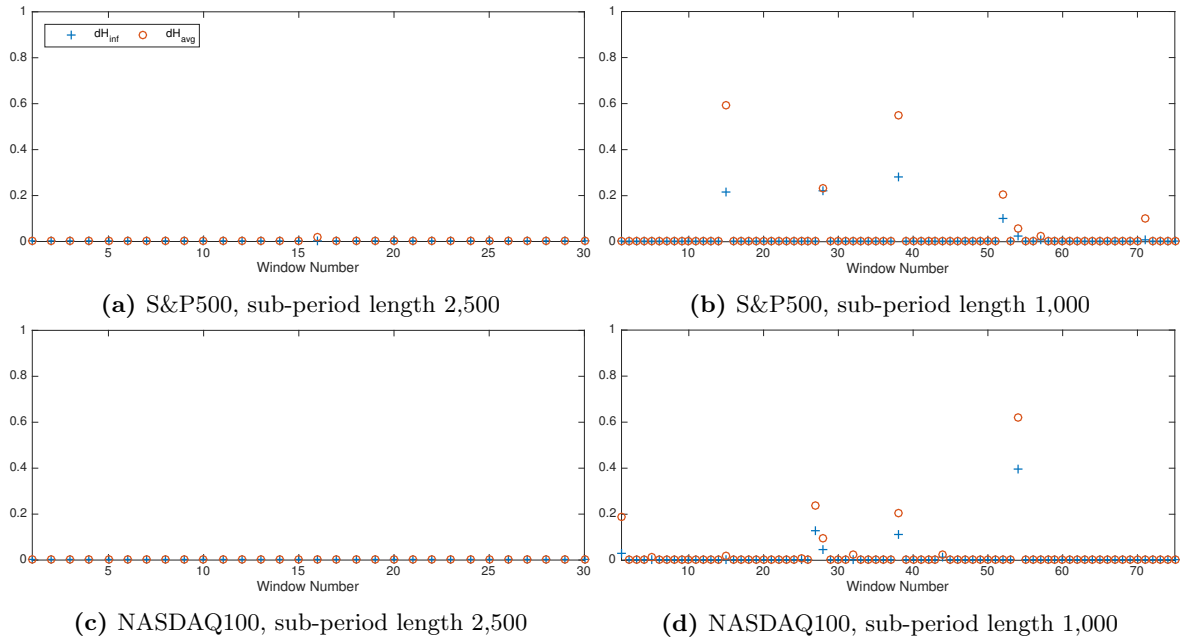 1
0.8
0.6
0.4
0.2
0
5 10 15 20 25 30
Window Number
dH_inf dH_avg
(a) S&P500, sub-period length 2,500
1
0.8
0.6
0.4
0.2
0
10 20 30 40 50 60 70
Window Number
(b) S&P500, sub-period length 1,000
1
0.8
0.6
0.4
0.2
0
5 10 15 20 25 30
Window Number
(c) NASDAQ100, sub-period length 2,500
1
0.8
0.6
0.4
0.2
0
10 20 30 40 50 60 70
Window Number
(d) NASDAQ100, sub-period length 1,000